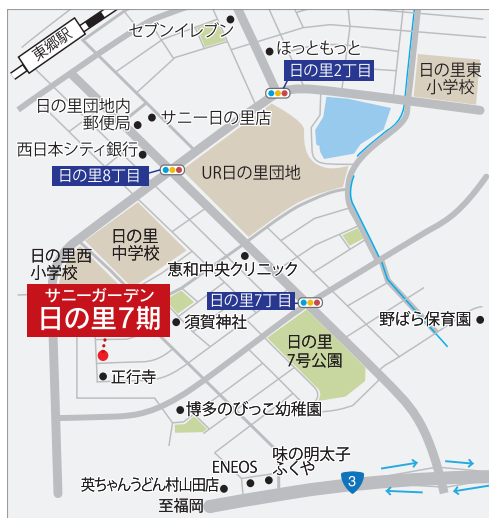 東郷駅
セブンイレブン
ほっともっと
日の里2丁目
日の里東
小学校
日の里団地内
郵便局
サニー日の里店
西日本シティ銀行
日の里8丁目
UR日の里団地
日の里
中学校
日の里西
小学校
恵和中央クリニック
サニーガーデン
日の里7期
日の里7丁目
須賀神社
野ばら保育園
日の里
7号公園
正行寺
博多のびっこ幼稚園
味の明太子
ふくや
ENEOS
英ちゃんうどん村山田店
3
至福岡